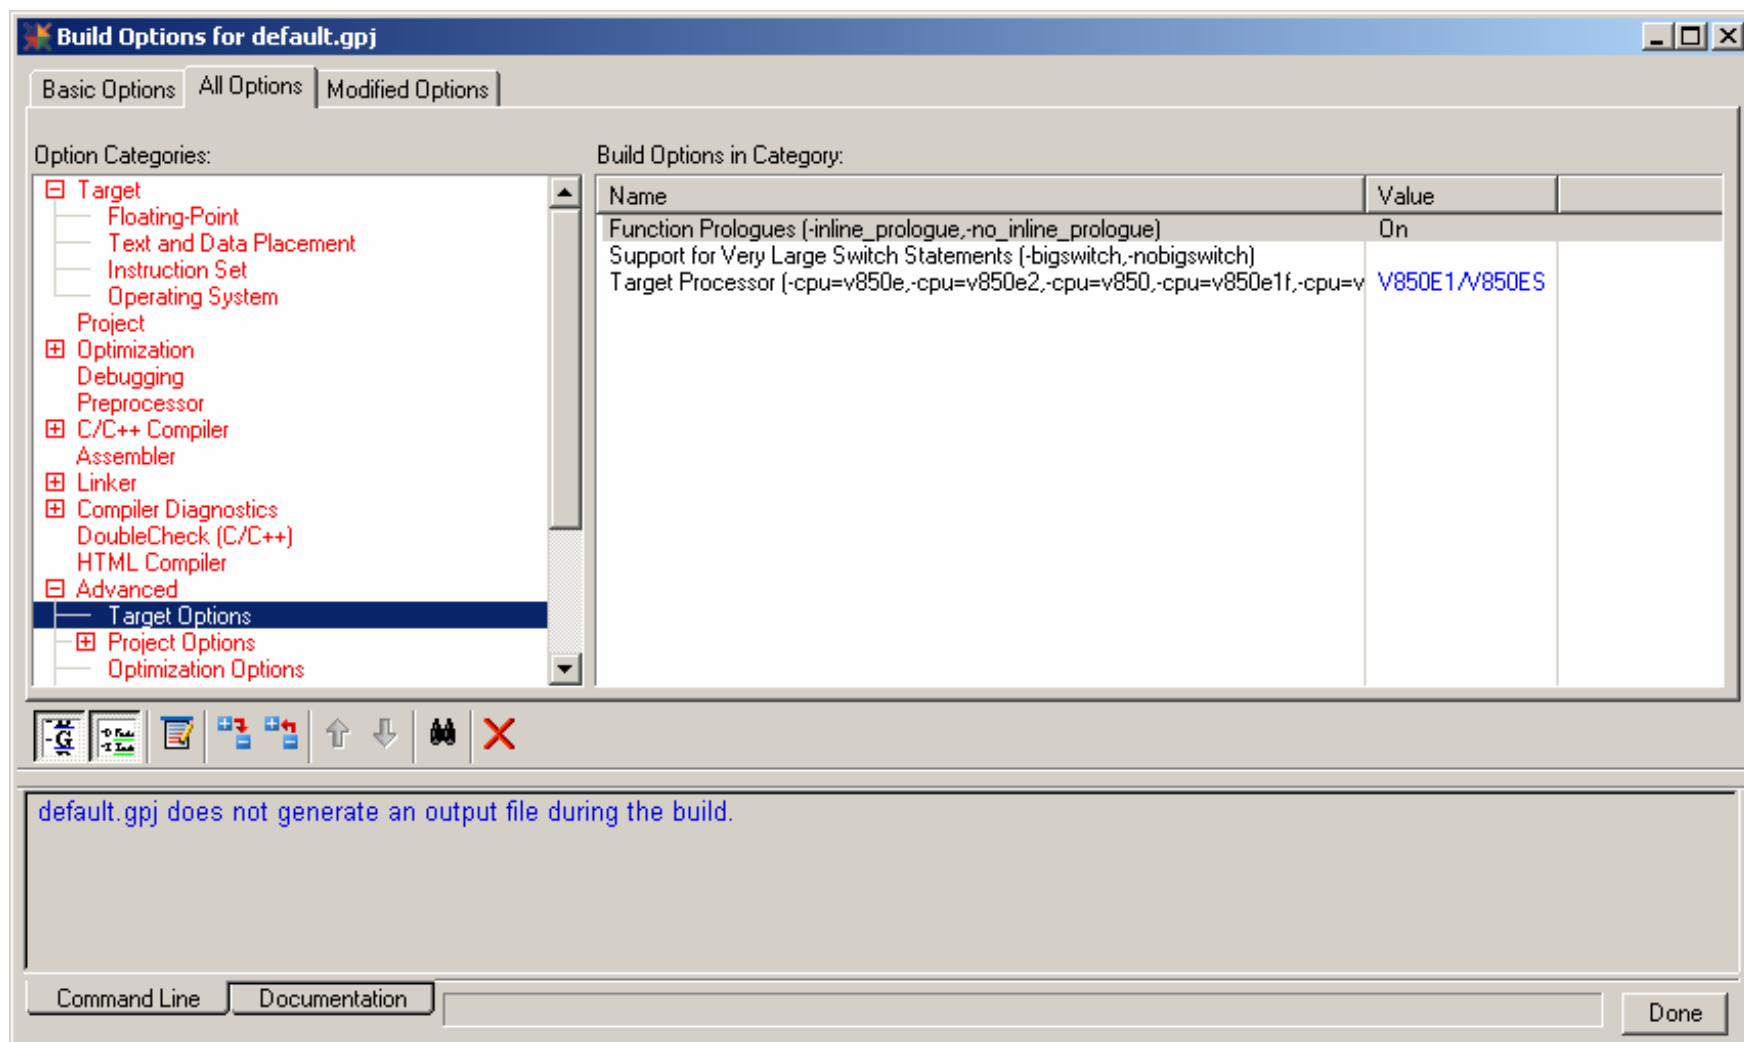 Build Options for default.gpj
Basic Options All Options Modified Options
Option Categories: Build Options in Category:
Target
Floating-Point
Text and Data Placement
Instruction Set
Operating System
Project
Optimization
Debugging
Preprocessor
C/C++ Compiler
Assembler
Linker
Compiler Diagnostics
DoubleCheck (C/C++)
HTML Compiler
Advanced
Target Options
Project Options
Optimization Options
Name Value
Function Prologues (-inline_prologue,-no_inline_prologue) On
Support for Very Large Switch Statements (-bigswitch,-nobigswitch)
Target Processor (-cpu=v850e,-cpu=v850e2,-cpu=v850,-cpu=v850e1f,-cpu=v V850E1/V850ES
-G
default.gpj does not generate an output file during the build.
Command Line Documentation
Done